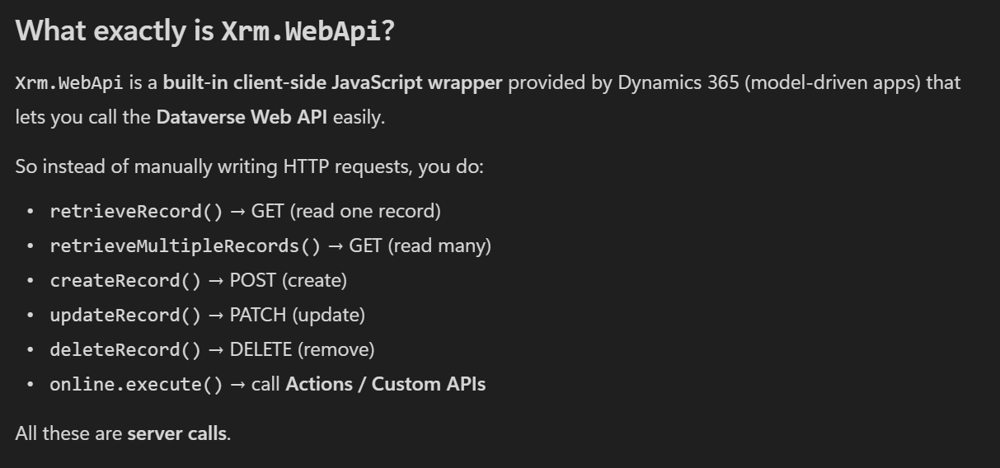 What exactly is Xrm.WebApi?
Xrm.WebApi is a built-in client-side JavaScript wrapper provided by Dynamics 365 (model-driven apps) that
lets you call the Dataverse Web API easily.
So instead of manually writing HTTP requests, you do:
• retrieveRecord() → GET (read one record)
• retrieveMultipleRecords() → GET (read many)
• createRecord() → POST (create)
• updateRecord() → PATCH (update)
• deleteRecord() → DELETE (remove)
• online.execute() → call Actions / Custom APIs
All these are server calls.